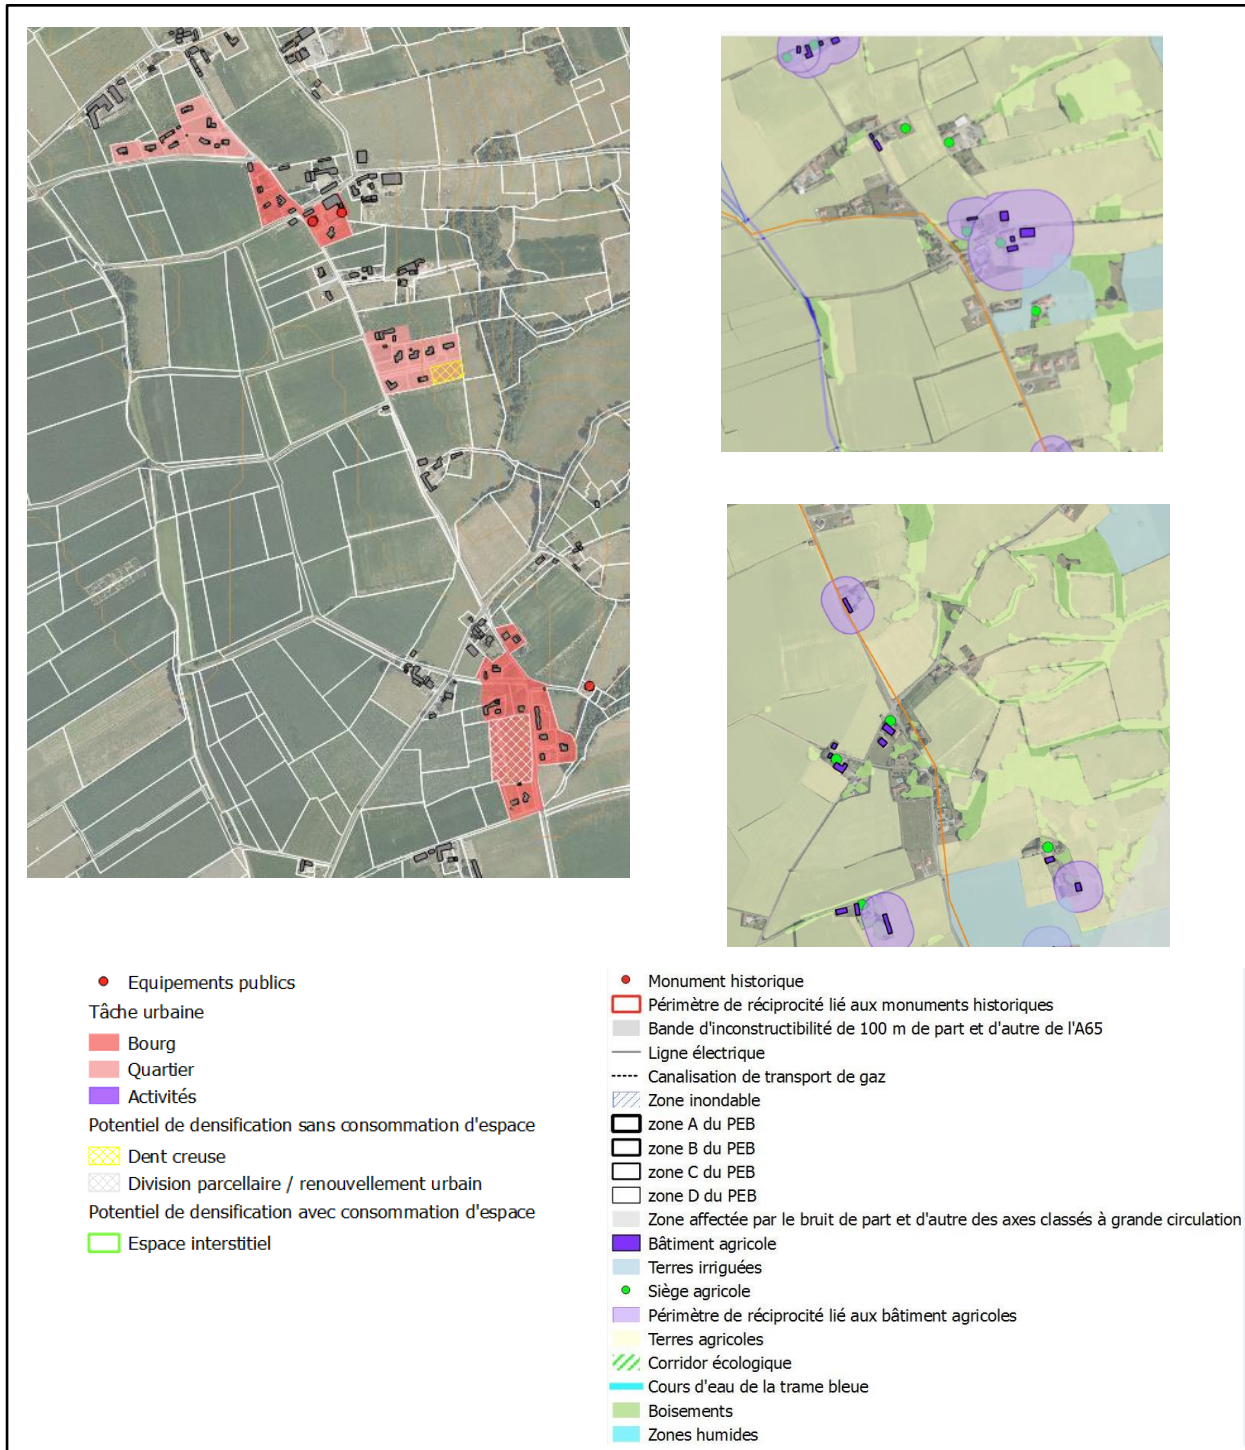 Equipements publics
Tâche urbaine
Bourg
Quartier
Activités
Potentiel de densification sans consommation d'espace
Dent creuse
Division parcellaire / renouvellement urbain
Potentiel de densification avec consommation d'espace
Espace interstitiel
Monument historique
Périmètre de réciprocité lié aux monuments historiques
Bande d'inconstructibilité de 100 m de part et d'autre de l'A65
Ligne électrique
Canalisation de transport de gaz
Zone inondable
zone A du PEB
zone B du PEB
zone C du PEB
zone D du PEB
Zone affectée par le bruit de part et d'autre des axes classés à grande circulation
Bâtiment agricole
Terres irriguées
Siège agricole
Périmètre de réciprocité lié aux bâtiment agricoles
Terres agricoles
Corridor écologique
Cours d'eau de la trame bleue
Boisements
Zones humides